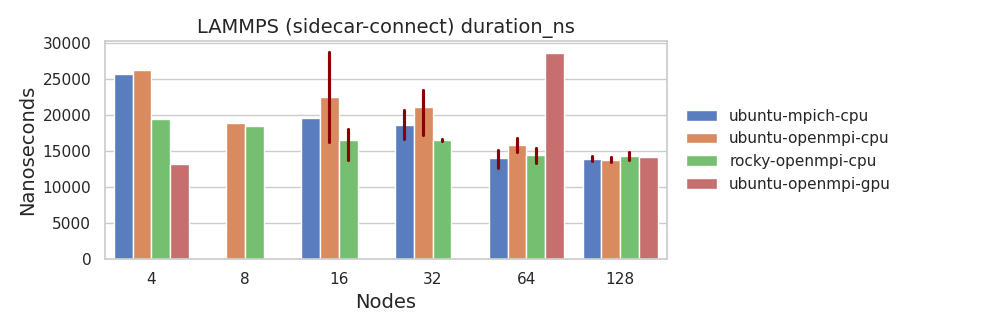 LAMMPS (sidecar-connect) duration_ns
Nanoseconds
30000
25000
20000
15000
10000
5000
0
4 8 16 32 64 128
Nodes
ubuntu-mpich-cpu
ubuntu-openmpi-cpu
rocky-openmpi-cpu
ubuntu-openmpi-gpu